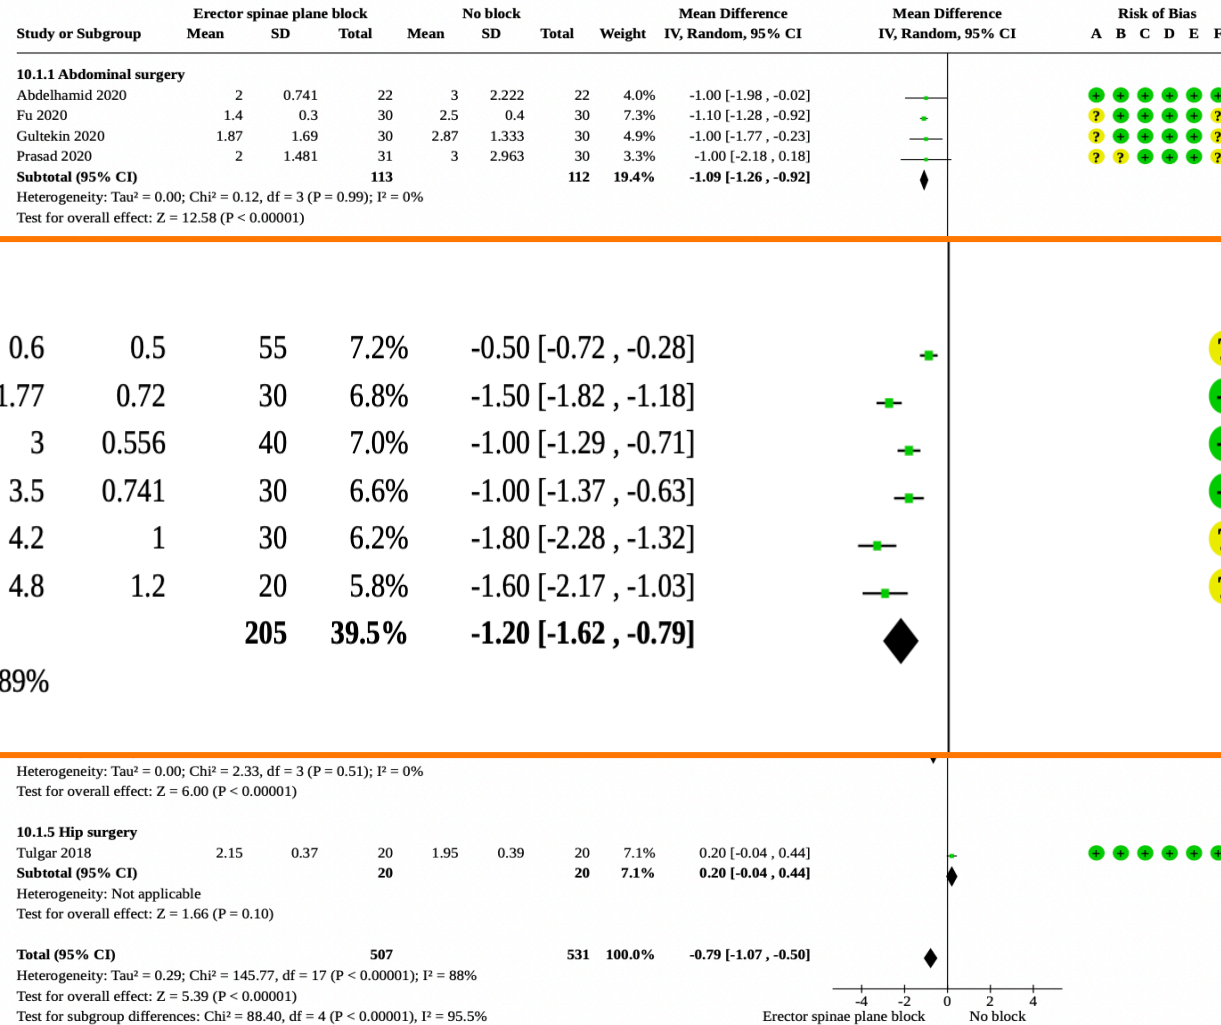 Erector spinae plane block No block Mean Difference Mean Difference Risk of Bias
Study or Subgroup Mean SD Total Mean SD Total Weight IV, Random, 95% CI IV, Random, 95% CI A B C D E F
10.1.1 Abdominal surgery
Abdelhamid 2020 2 0.741 22 3 2.222 22 4.0% -1.00 [-1.98 , -0.02] + + + + + +
Fu 2020 1.4 0.3 30 2.5 0.4 30 7.3% -1.10 [-1.28 , -0.92] ? + + + + ?
Gultekin 2020 1.87 1.69 30 2.87 1.333 30 4.9% -1.00 [-1.77 , -0.23] ? + + + + ?
Prasad 2020 2 1.481 31 3 2.963 30 3.3% -1.00 [-2.18 , 0.18] ? ? + + + ?
Subtotal (95% CI) 113 112 19.4% -1.09 [-1.26 , -0.92]
Heterogeneity: Tau² = 0.00; Chi² = 0.12, df = 3 (P = 0.99); I² = 0%
Test for overall effect: Z = 12.58 (P < 0.00001)
0.6 0.5 55 7.2% -0.50 [-0.72 , -0.28] ?
1.77 0.72 30 6.8% -1.50 [-1.82 , -1.18]
3 0.556 40 7.0% -1.00 [-1.29 , -0.71]
3.5 0.741 30 6.6% -1.00 [-1.37 , -0.63]
4.2 1 30 6.2% -1.80 [-2.28 , -1.32] ?
4.8 1.2 20 5.8% -1.60 [-2.17 , -1.03] ?
205 39.5% -1.20 [-1.62 , -0.79]
89%
Heterogeneity: Tau² = 0.00; Chi² = 2.33, df = 3 (P = 0.51); I² = 0%
Test for overall effect: Z = 6.00 (P < 0.00001)
10.1.5 Hip surgery
Tulgar 2018 2.15 0.37 20 1.95 0.39 20 7.1% 0.20 [-0.04 , 0.44] + + + + + +
Subtotal (95% CI) 20 20 7.1% 0.20 [-0.04 , 0.44]
Heterogeneity: Not applicable
Test for overall effect: Z = 1.66 (P = 0.10)
Total (95% CI) 507 531 100.0% -0.79 [-1.07 , -0.50]
Heterogeneity: Tau² = 0.29; Chi² = 145.77, df = 17 (P < 0.00001); I² = 88%
Test for overall effect: Z = 5.39 (P < 0.00001) -4 -2 0 2 4
Test for subgroup differences: Chi² = 88.40, df = 4 (P < 0.00001), I² = 95.5% Erector spinae plane block No block